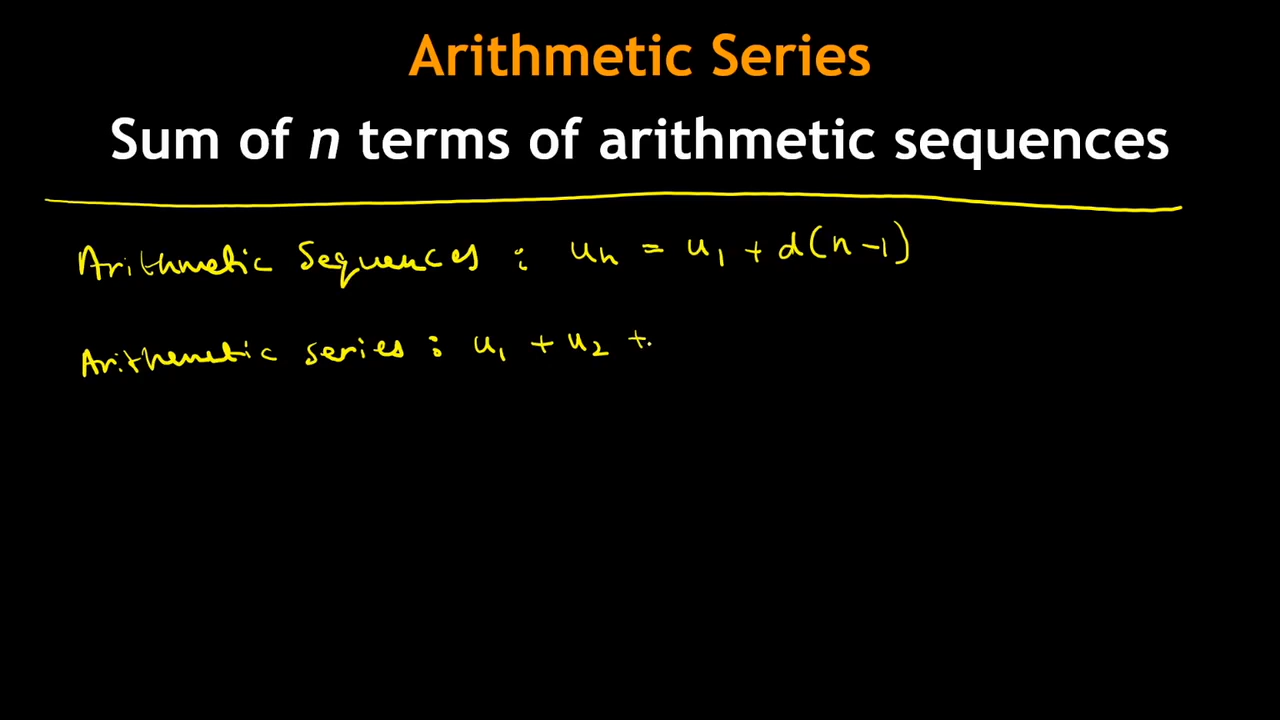 Arithmetic Series
Sum of n terms of arithmetic sequences
Arithmetic Sequences : uₙ = u₁ + d(n-1)
Arithmetic series : u₁ + u₂ +